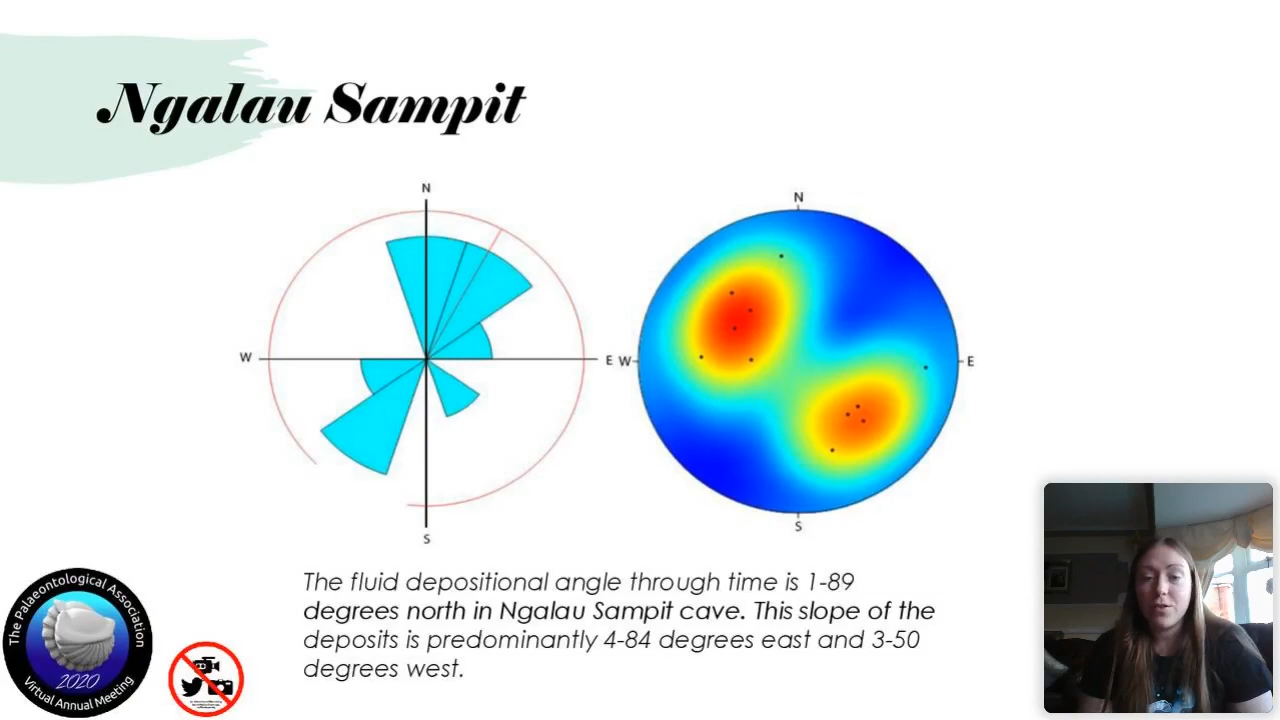 Ngalau Sampit
N
N
W
E
W
E
S
S
The fluid depositional angle through time is 1-89
degrees north in Ngalau Sampit cave. This slope of the
deposits is predominantly 4-84 degrees east and 3-50
degrees west.
The Palaeontological Association
2020
Virtual Annual Meeting